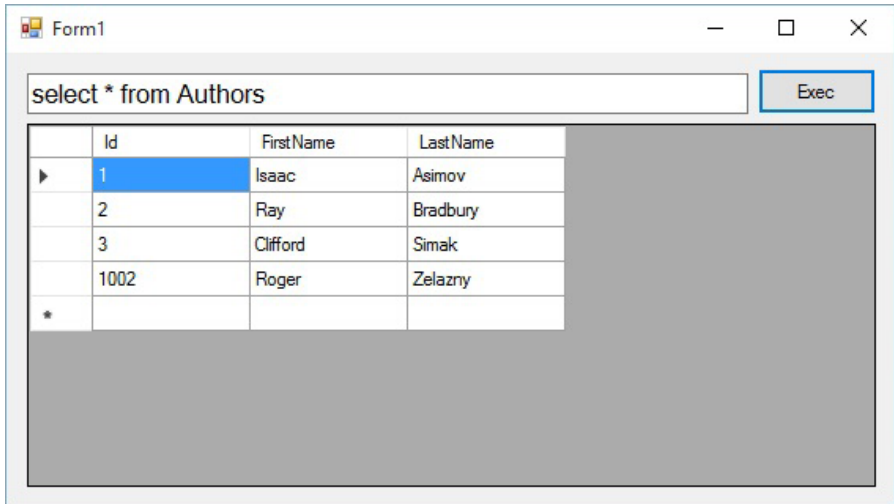 Form1
select * from Authors
Exec
Id FirstName LastName
1 Isaac Asimov
2 Ray Bradbury
3 Clifford Simak
1002 Roger Zelazny
*